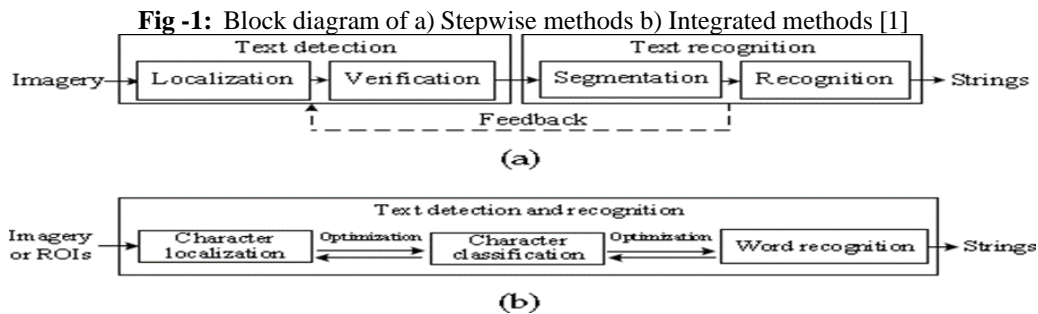 Fig -1: Block diagram of a) Stepwise methods b) Integrated methods [1]
Text detection Text recognition
Imagery Localization Verification Segmentation Recognition Strings
Feedback
(a)
Text detection and recognition
Imagery or ROIs Character localization Optimization Character classification Optimization Word recognition Strings
(b)